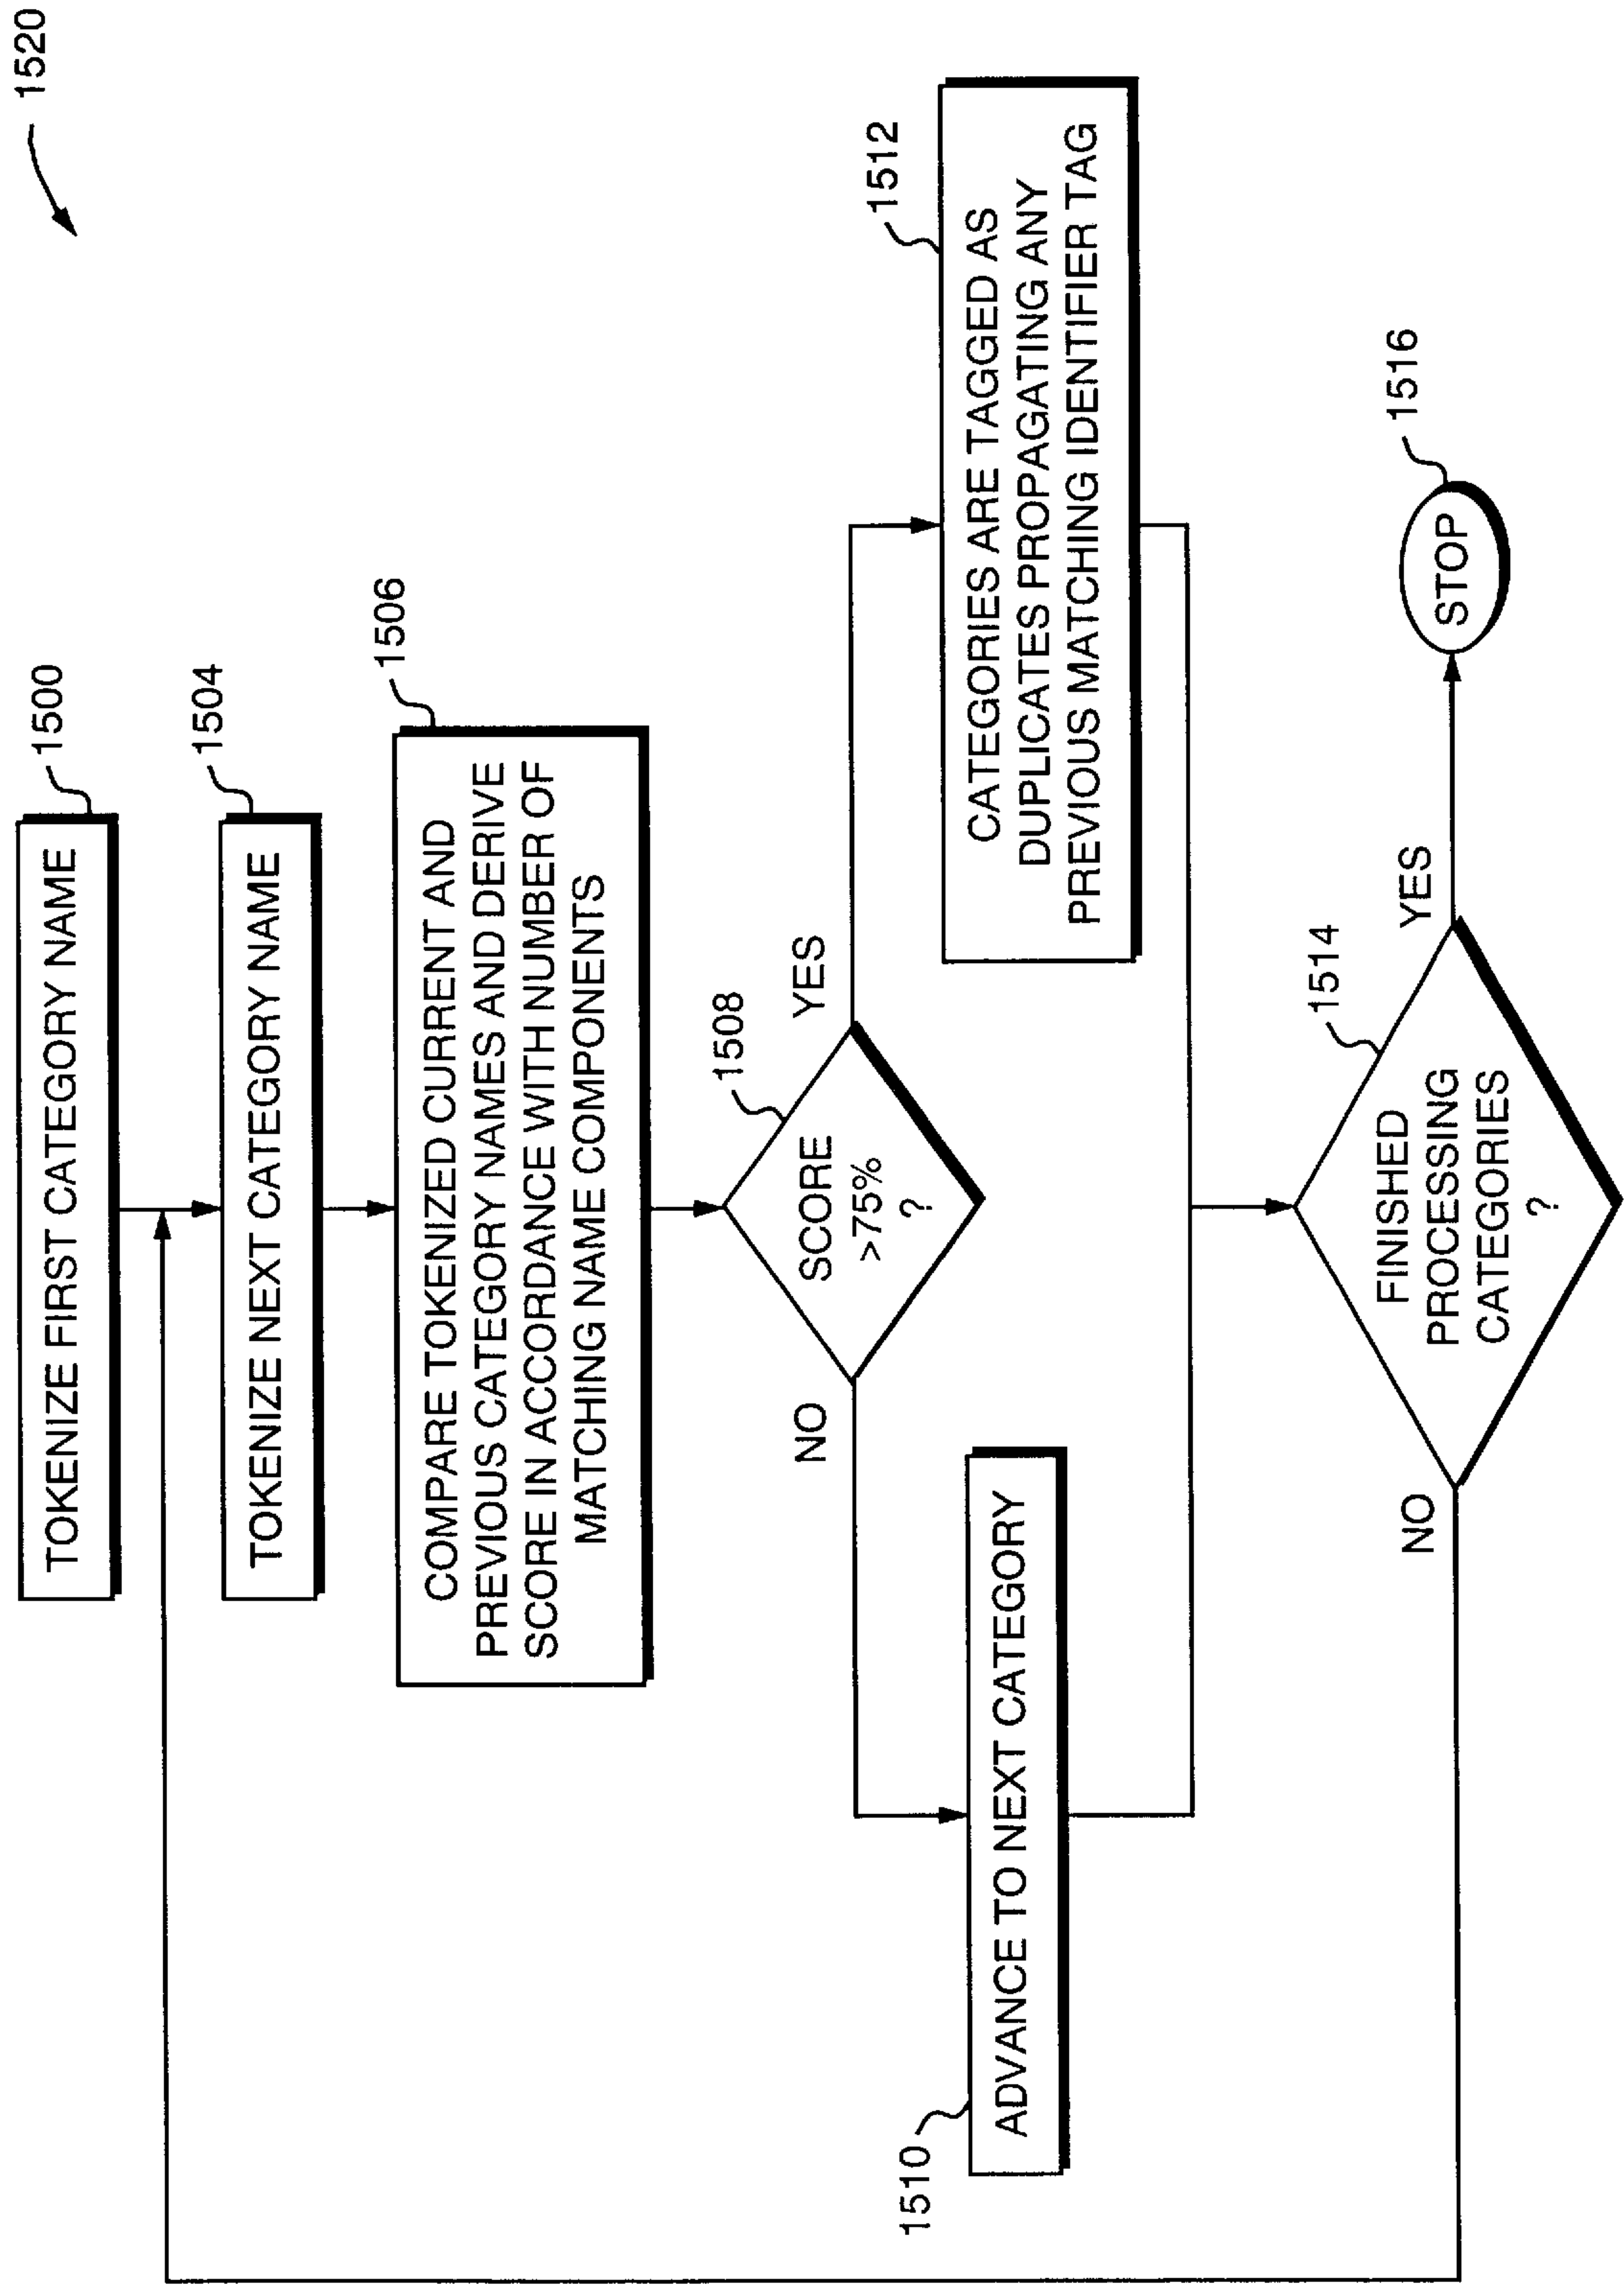 1520
1500
TOKENIZE FIRST CATEGORY NAME
1504
TOKENIZE NEXT CATEGORY NAME
1506
COMPARE TOKENIZED CURRENT AND
PREVIOUS CATEGORY NAMES AND DERIVE
SCORE IN ACCORDANCE WITH NUMBER OF
MATCHING NAME COMPONENTS
1508
SCORE
>75%
?
NO
YES
1510
ADVANCE TO NEXT CATEGORY
1512
CATEGORIES ARE TAGGED AS
DUPLICATES PROPAGATING ANY
PREVIOUS MATCHING IDENTIFIER TAG
1514
FINISHED
PROCESSING
CATEGORIES
?
NO
YES
1516
STOP